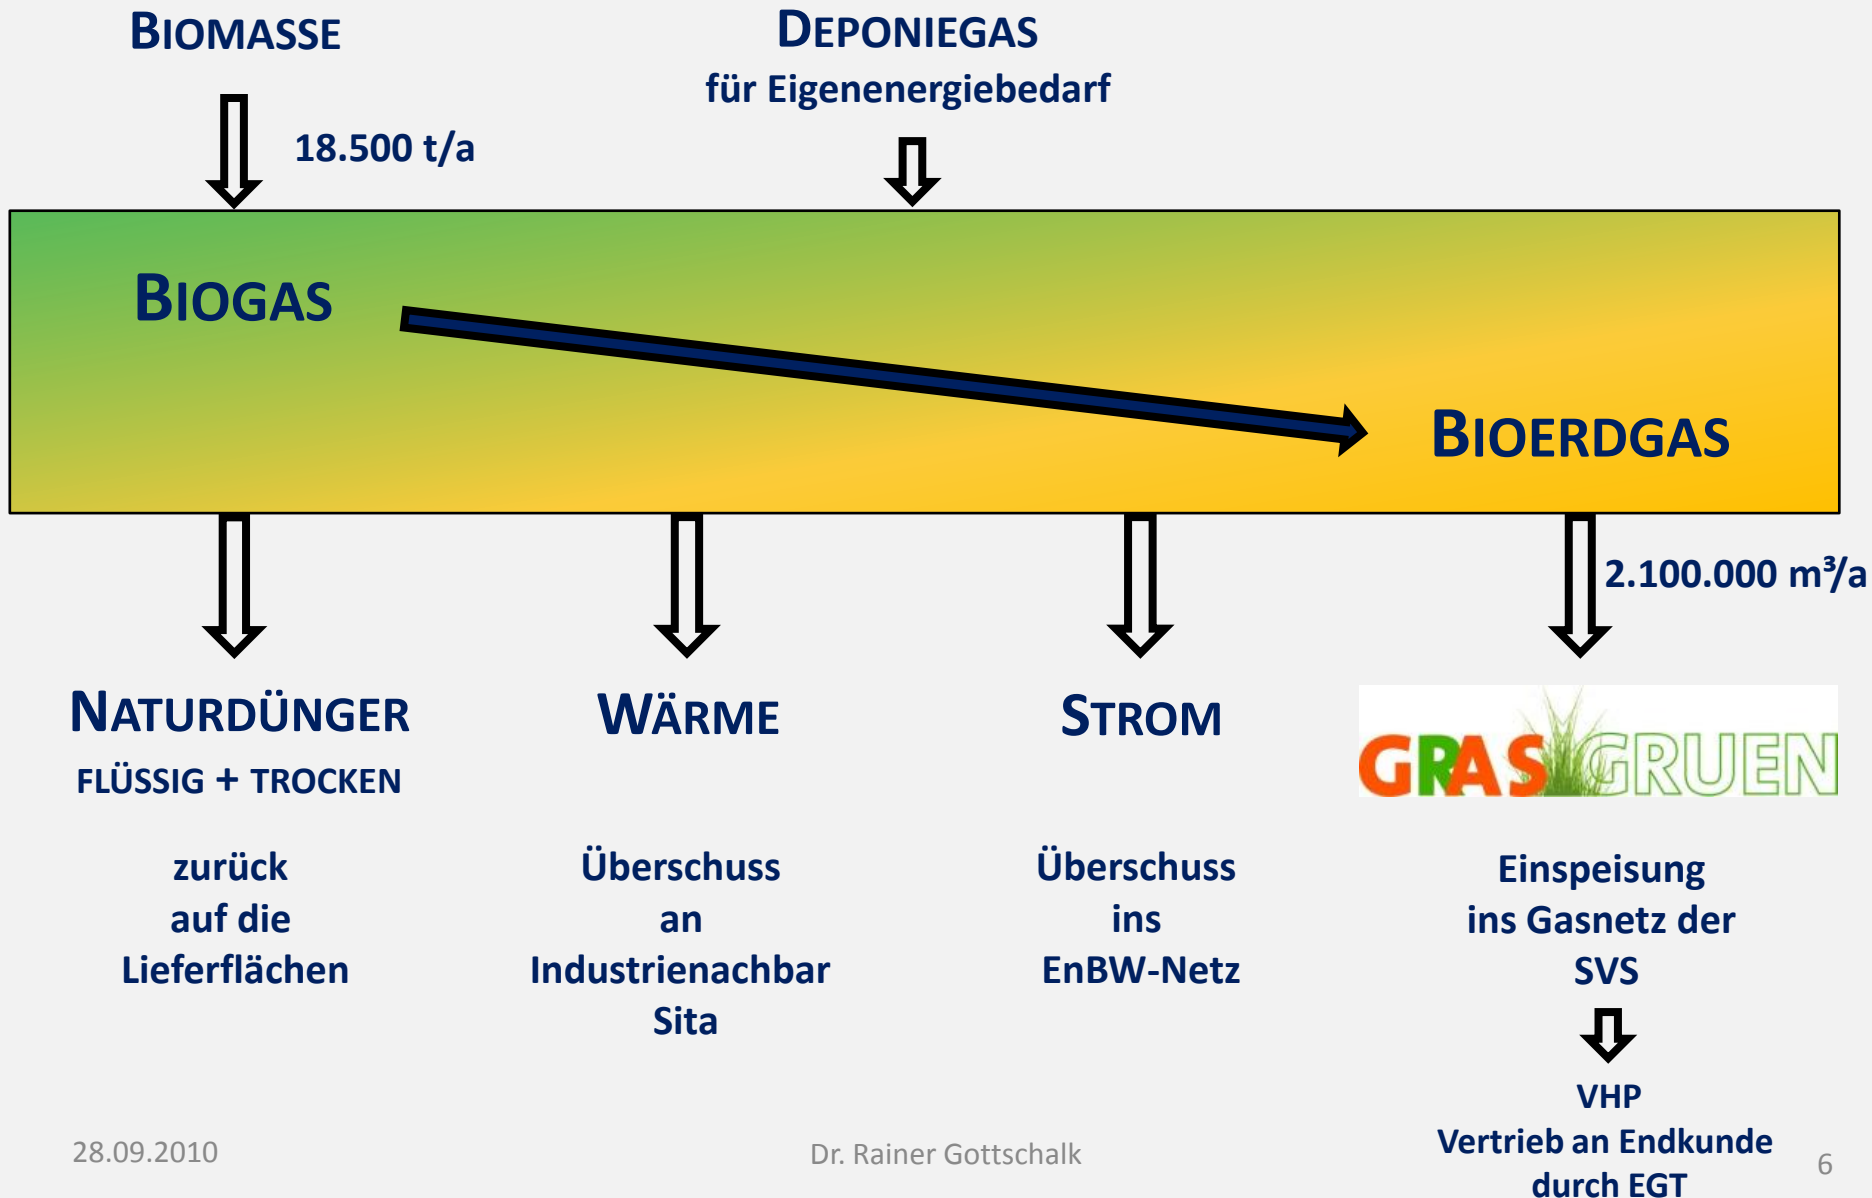 BIOMASSE
18.500 t/a
DEPONIEGAS
für Eigenenergiebedarf
BIOGAS
BIOERDGAS
2.100.000 m³/a
NATURDÜNGER
FLÜSSIG + TROCKEN
zurück
auf die
Lieferflächen
WÄRME
Überschuss
an
Industrienachbar
Sita
STROM
Überschuss
ins
EnBW-Netz
GRASGRUEN
Einspeisung
ins Gasnetz der
SVS
VHP
Vertrieb an Endkunde
durch EGT
28.09.2010
Dr. Rainer Gottschalk
6